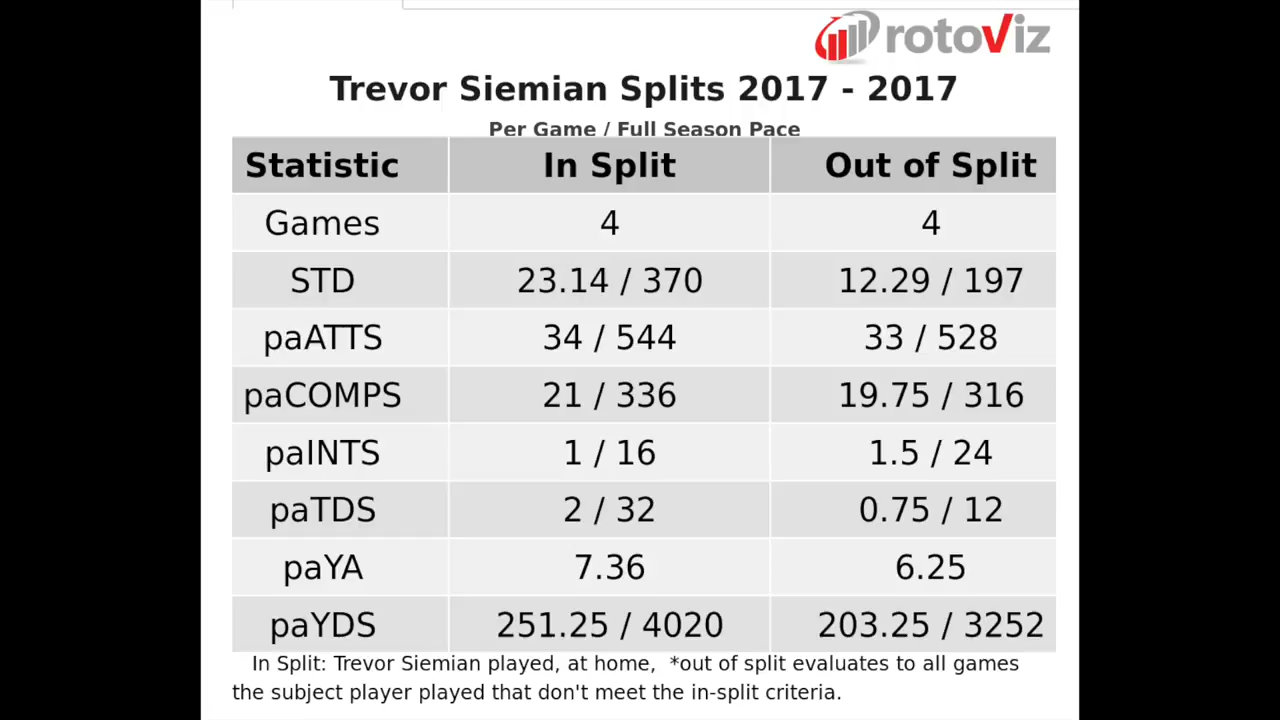 rotoViz
Trevor Siemian Splits 2017 - 2017
Per Game / Full Season Pace
Statistic In Split Out of Split
Games 4 4
STD 23.14 / 370 12.29 / 197
paATTS 34 / 544 33 / 528
paCOMPS 21 / 336 19.75 / 316
paINTS 1 / 16 1.5 / 24
paTDS 2 / 32 0.75 / 12
paYA 7.36 6.25
paYDS 251.25 / 4020 203.25 / 3252
In Split: Trevor Siemian played, at home, *out of split evaluates to all games
the subject player played that don't meet the in-split criteria.